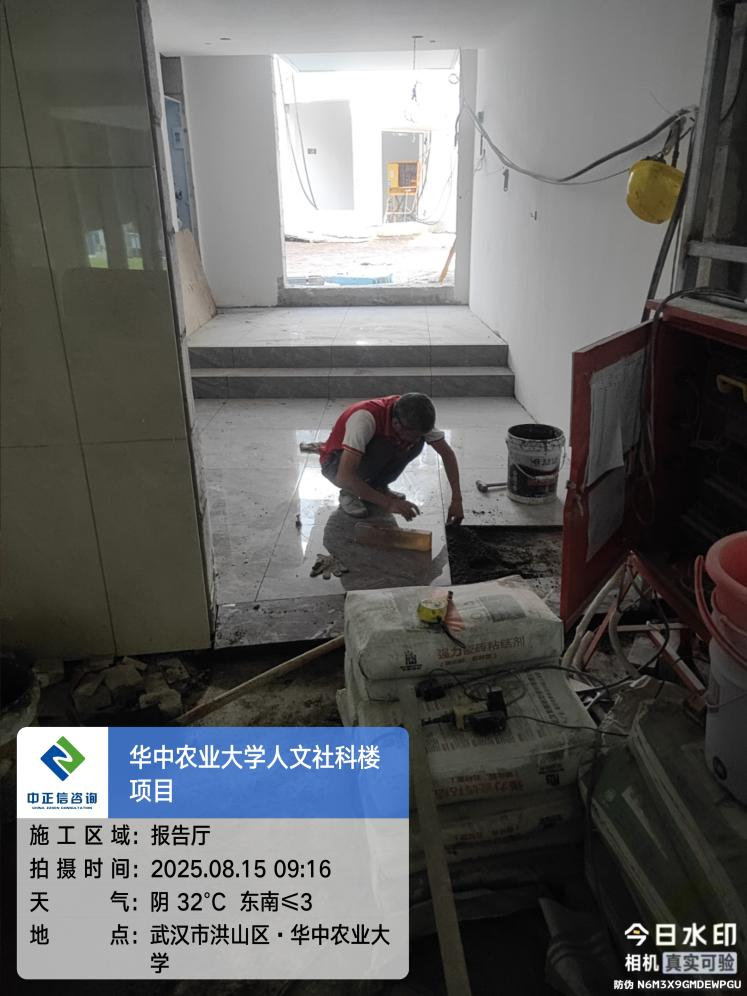 强力瓷砖粘结剂
中正信咨询
华中农业大学人文社科楼
项目
施工区域：报告厅
拍摄时间：2025.08.15 09:16
天气：阴 32℃ 东南≤3
地点：武汉市洪山区·华中农业大
学
今日水印
相机 真实可验
防伪 N6M3X9GMDEWPGU